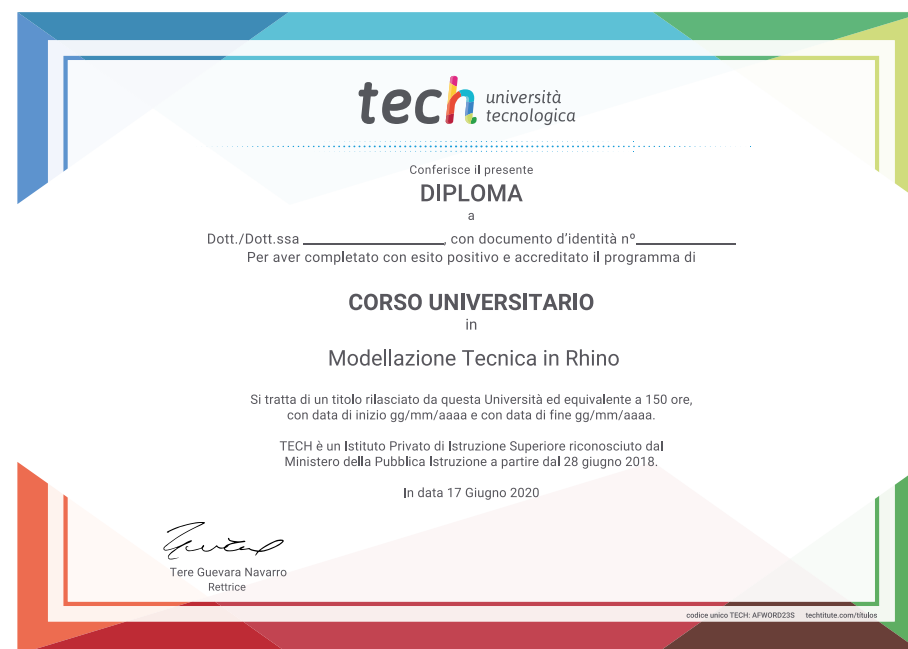 tech università
tecnologica
Conferisce il presente
DIPLOMA
a
Dott./Dott.ssa ____________________, con documento d'identità nº______________
Per aver completato con esito positivo e accreditato il programma di
CORSO UNIVERSITARIO
in
Modellazione Tecnica in Rhino
Si tratta di un titolo rilasciato da questa Università ed equivalente a 150 ore,
con data di inizio gg/mm/aaaa e con data di fine gg/mm/aaaa.
TECH è un Istituto Privato di Istruzione Superiore riconosciuto dal
Ministero della Pubblica Istruzione a partire dal 28 giugno 2018.
In data 17 Giugno 2020
Tere Guevara Navarro
Rettrice
codice unico TECH: AFWORD23S techtitute.com/titulos